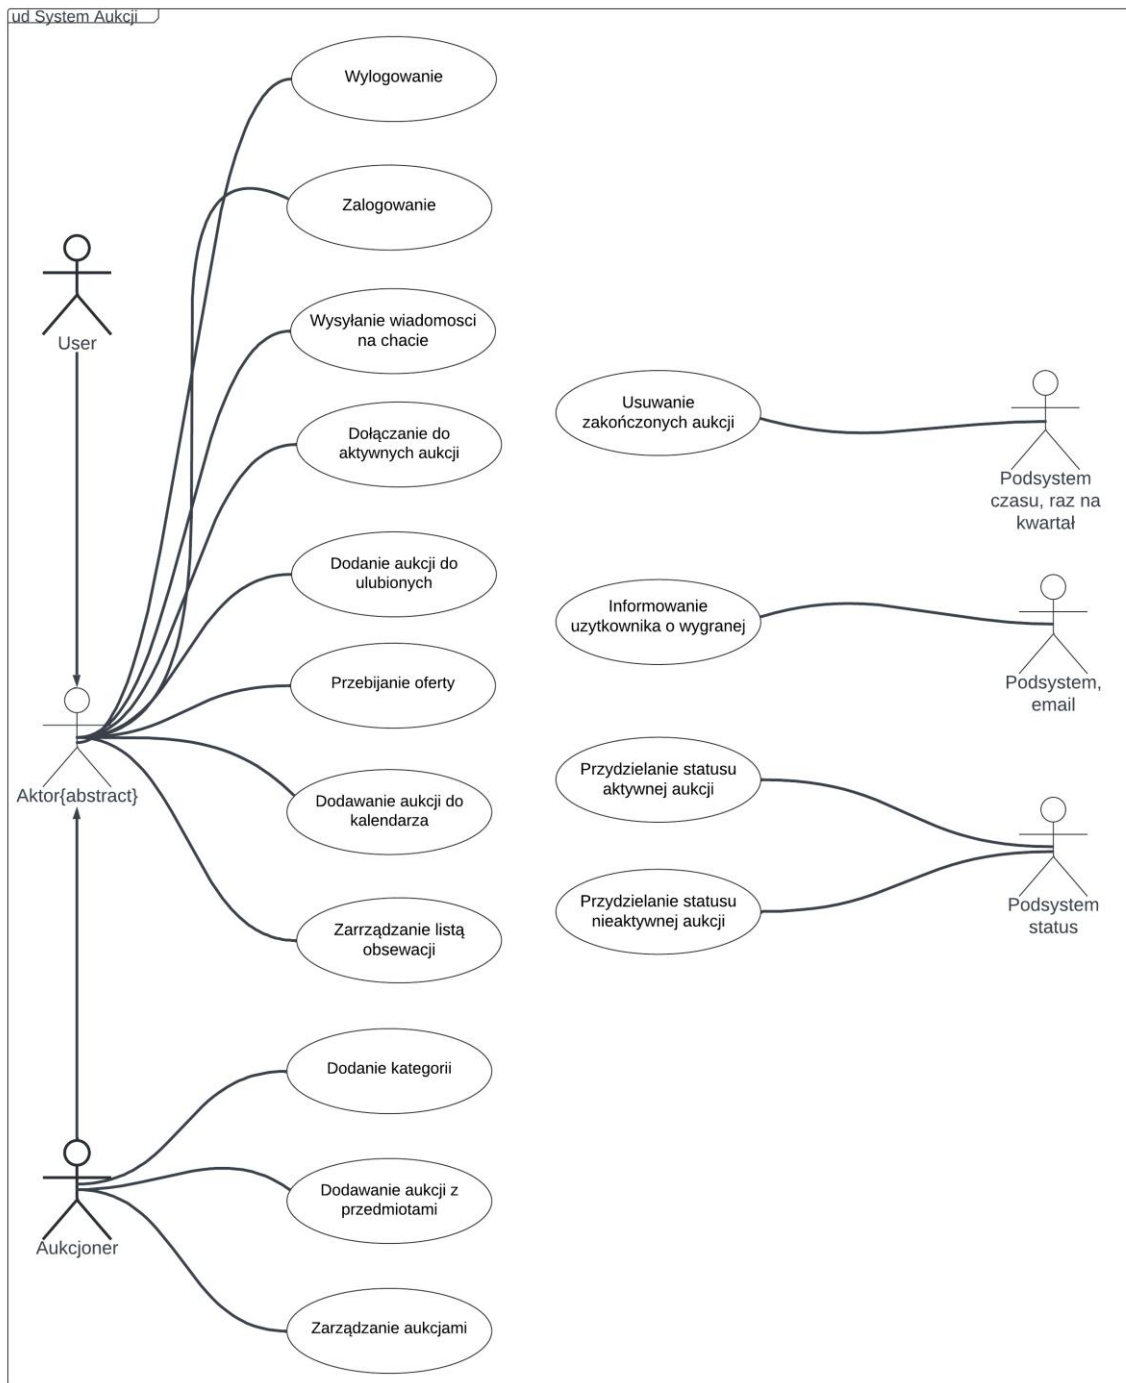 ud System Aukcji
Wylogowanie
Zalogowanie
User
Wysyłanie wiadomosci
na chacie
Dołączanie do
aktywnych aukcji
Dodanie aukcji do
ulubionych
Przebijanie oferty
Aktor{abstract}
Dodawanie aukcji do
kalendarza
Zarrządzanie listą
obsewacji
Dodanie kategorii
Dodawanie aukcji z
przedmiotami
Aukcjoner
Zarządzanie aukcjami
Usuwanie
zakończonych aukcji
Podsystem
czasu, raz na
kwartał
Informowanie
uzytkownika o wygranej
Podsystem,
email
Przydzielanie statusu
aktywnej aukcji
Przydzielanie statusu
nieaktywnej aukcji
Podsystem
status